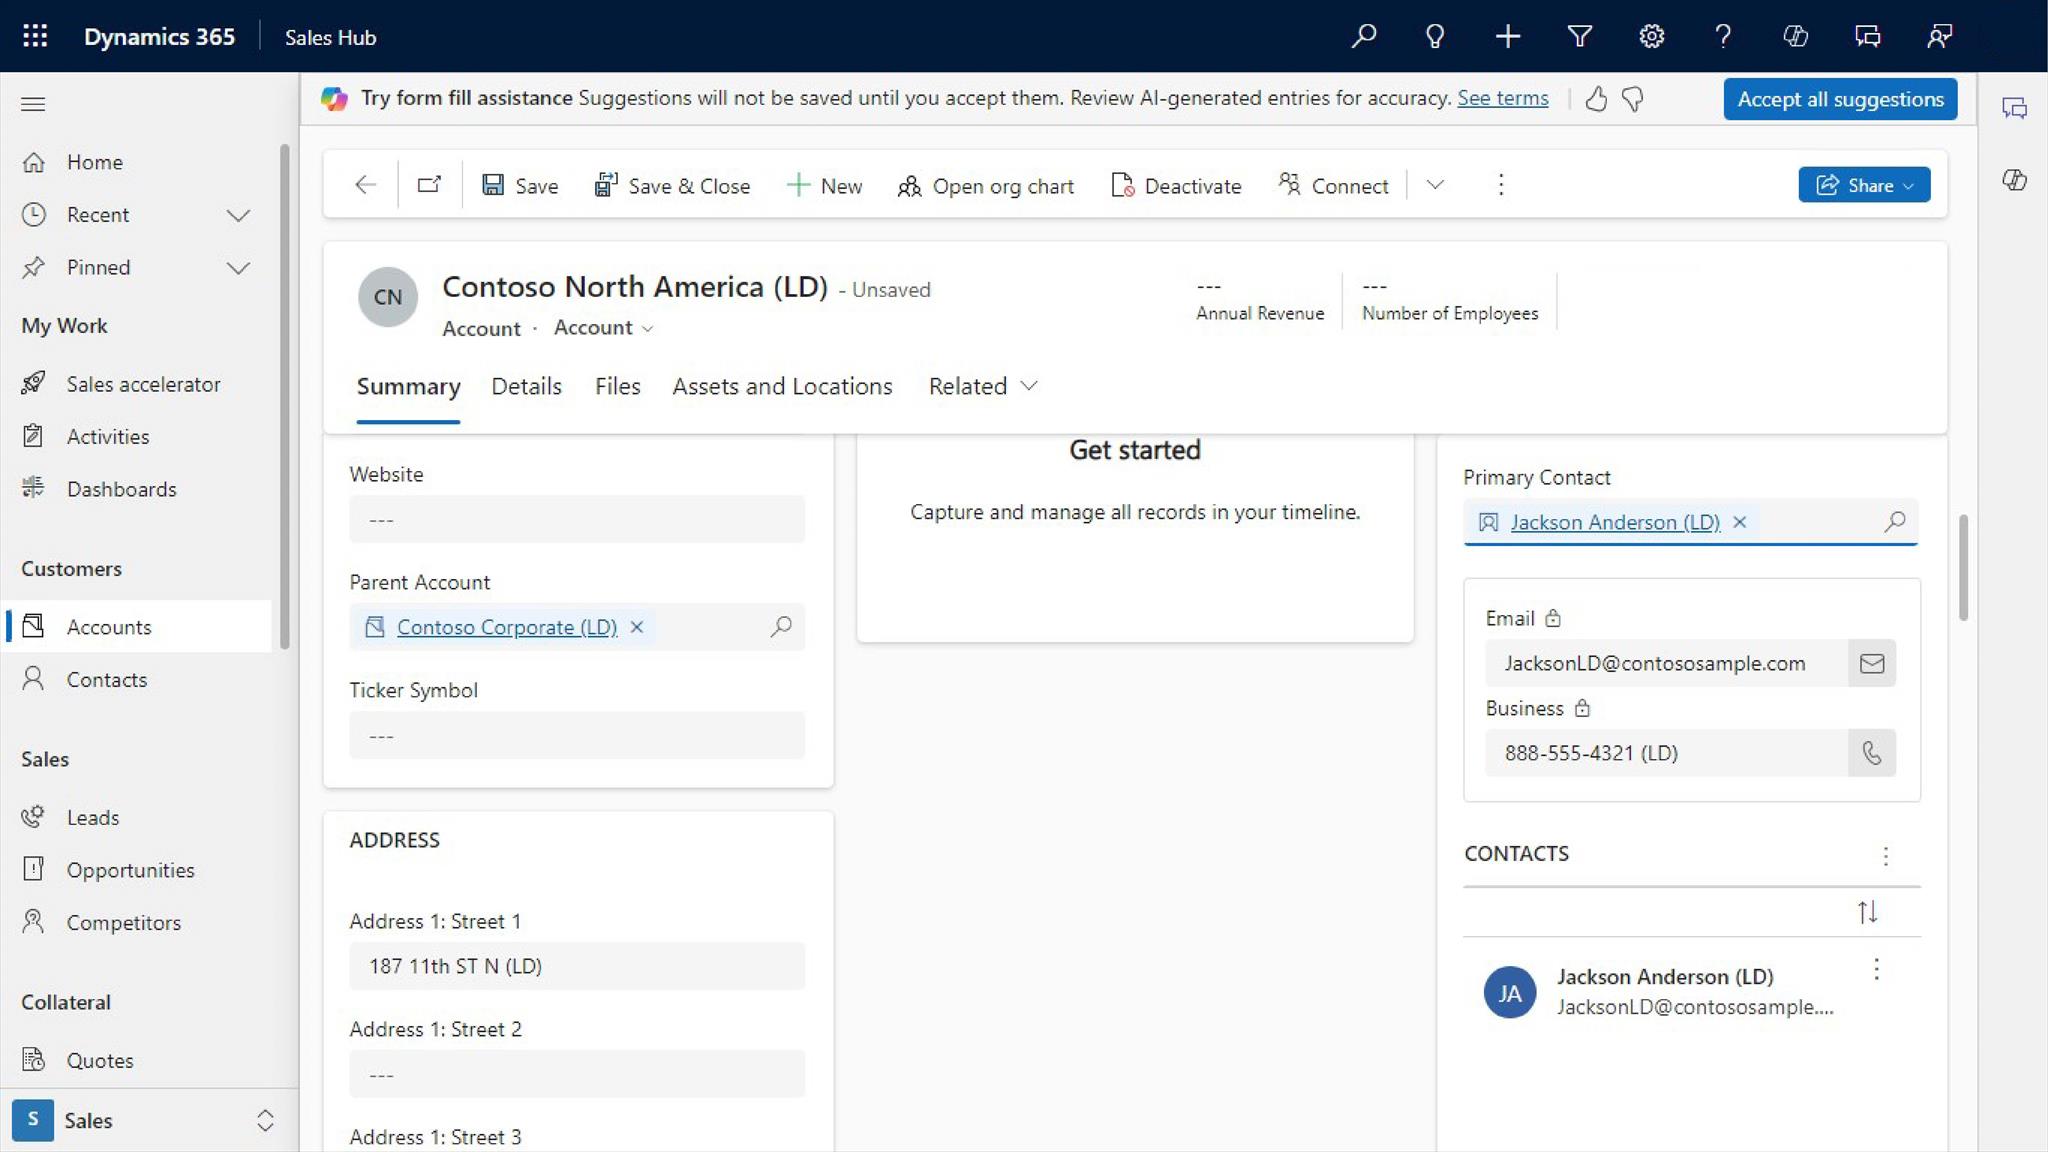 Dynamics 365
Sales Hub
Try form fill assistance Suggestions will not be saved until you accept them. Review AI-generated entries for accuracy. See terms
Accept all suggestions
Home
Recent
Pinned
My Work
Sales accelerator
Activities
Dashboards
Customers
Accounts
Contacts
Sales
Leads
Opportunities
Competitors
Collateral
Quotes
S
Sales
Save
Save & Close
New
Open org chart
Deactivate
Connect
Share
CN
Contoso North America (LD) - Unsaved
Account · Account
---
Annual Revenue
---
Number of Employees
Summary
Details
Files
Assets and Locations
Related
Website
---
Parent Account
Contoso Corporate (LD)
Ticker Symbol
---
ADDRESS
Address 1: Street 1
187 11th ST N (LD)
Address 1: Street 2
---
Address 1: Street 3
Get started
Capture and manage all records in your timeline.
Primary Contact
Jackson Anderson (LD)
Email
JacksonLD@contososample.com
Business
888-555-4321 (LD)
CONTACTS
JA
Jackson Anderson (LD)
JacksonLD@contososample....